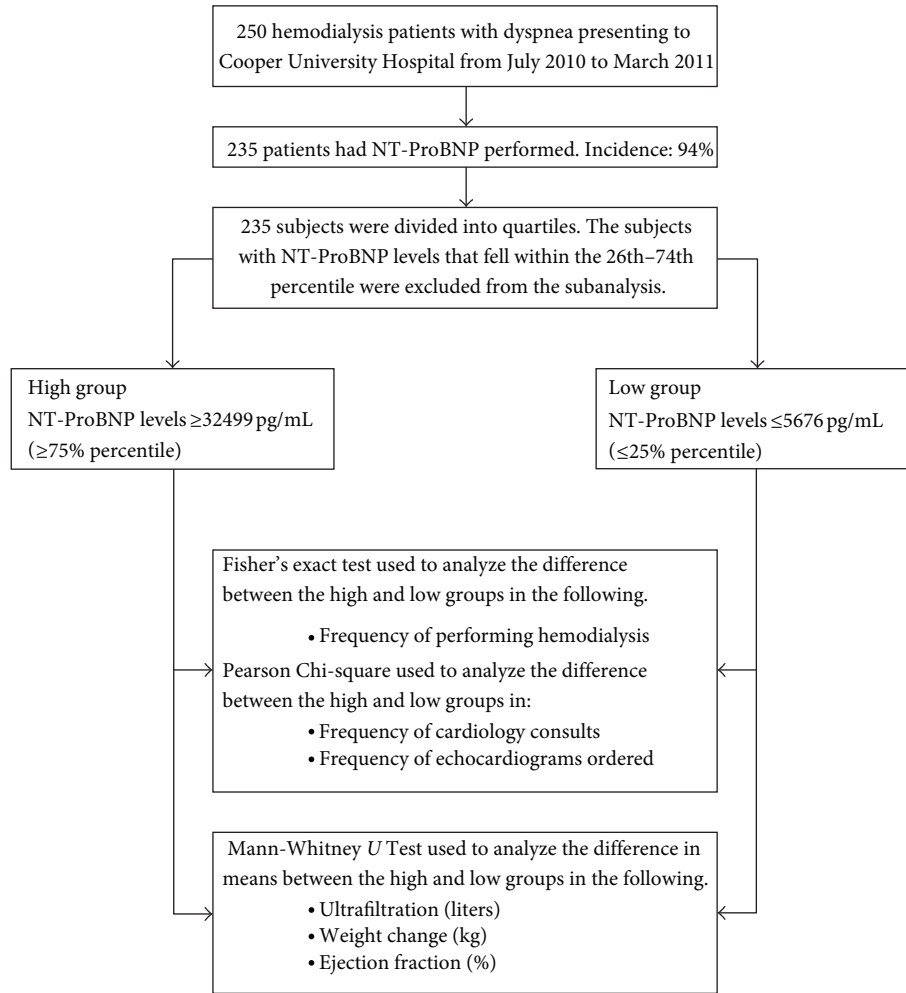 250 hemodialysis patients with dyspnea presenting to
Cooper University Hospital from July 2010 to March 2011
235 patients had NT-ProBNP performed. Incidence: 94%
235 subjects were divided into quartiles. The subjects
with NT-ProBNP levels that fell within the 26th–74th
percentile were excluded from the subanalysis.
High group
NT-ProBNP levels ≥32499 pg/mL
(≥75% percentile)
Low group
NT-ProBNP levels ≤5676 pg/mL
(≤25% percentile)
Fisher's exact test used to analyze the difference
between the high and low groups in the following.
• Frequency of performing hemodialysis
Pearson Chi-square used to analyze the difference
between the high and low groups in:
• Frequency of cardiology consults
• Frequency of echocardiograms ordered
Mann-Whitney U Test used to analyze the difference in
means between the high and low groups in the following.
• Ultrafiltration (liters)
• Weight change (kg)
• Ejection fraction (%)